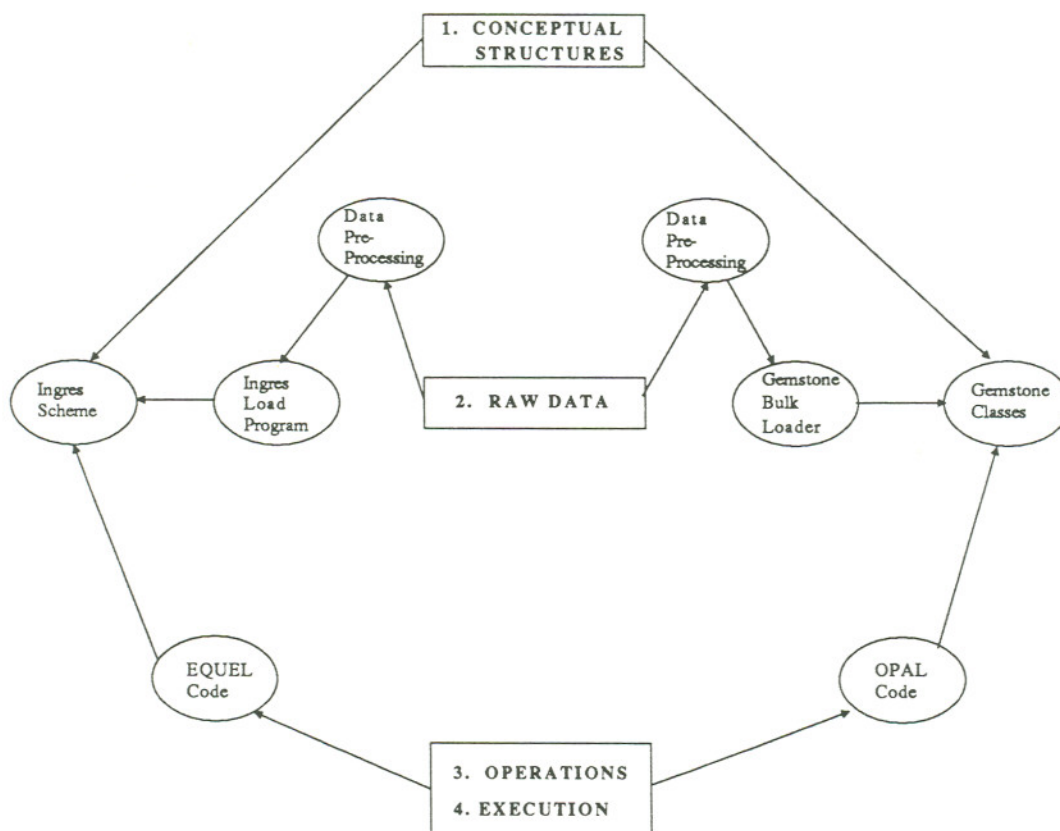 1. CONCEPTUAL
STRUCTURES
Data
Pre-
Processing
Data
Pre-
Processing
Ingres
Scheme
Ingres
Load
Program
2. RAW DATA
Gemstone
Bulk
Loader
Gemstone
Classes
EQUEL
Code
OPAL
Code
3. OPERATIONS
4. EXECUTION